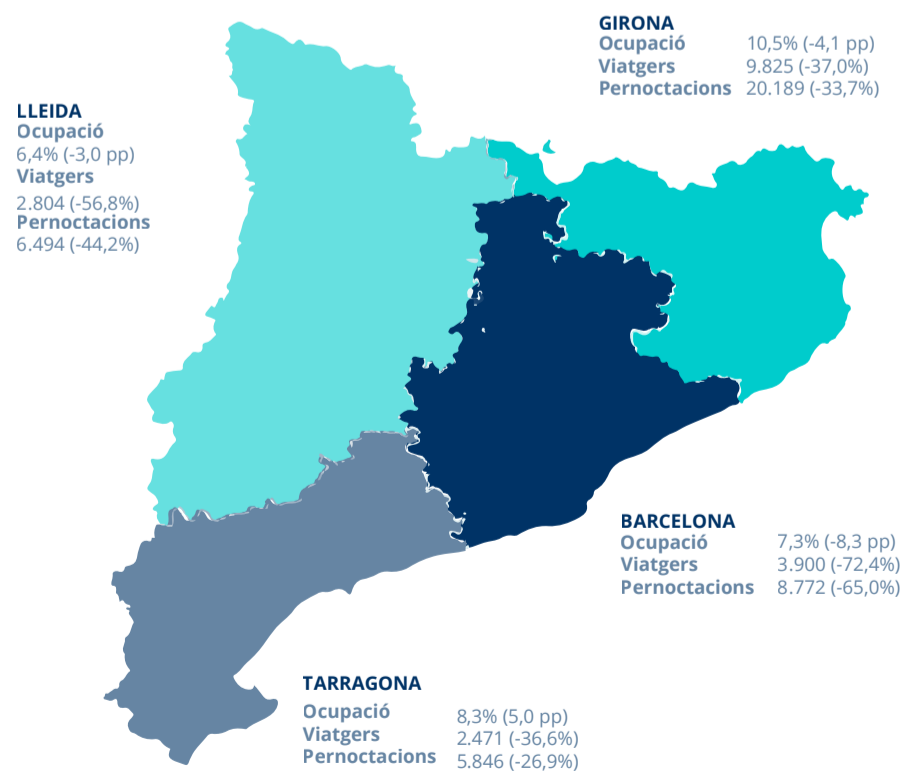 GIRONA
Ocupació 10,5% (-4,1 pp)
Viatgers 9.825 (-37,0%)
Pernoctacions 20.189 (-33,7%)
LLEIDA
Ocupació
6,4% (-3,0 pp)
Viatgers
2.804 (-56,8%)
Pernoctacions
6.494 (-44,2%)
BARCELONA
Ocupació 7,3% (-8,3 pp)
Viatgers 3.900 (-72,4%)
Pernoctacions 8.772 (-65,0%)
TARRAGONA
Ocupació 8,3% (5,0 pp)
Viatgers 2.471 (-36,6%)
Pernoctacions 5.846 (-26,9%)